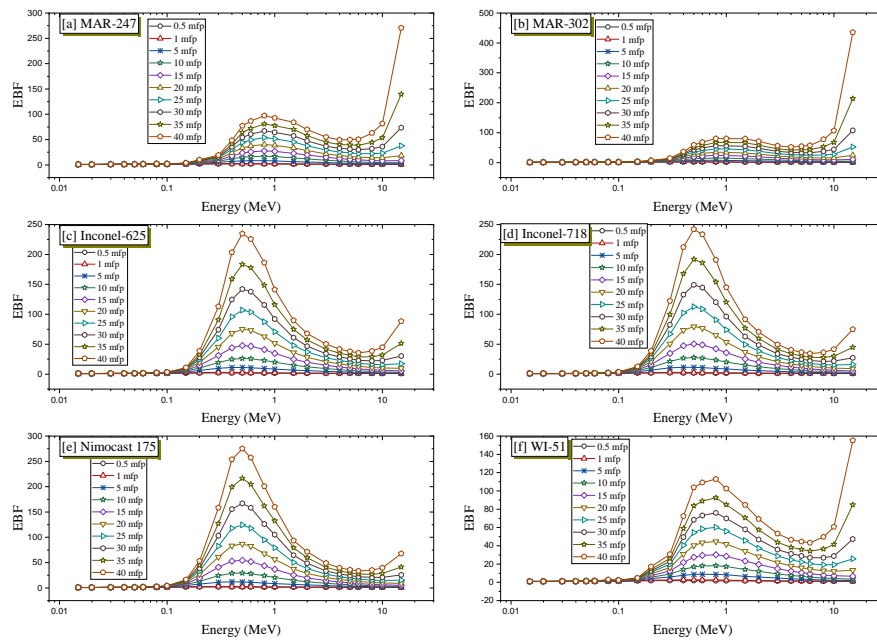 [a] MAR-247
0.5 mfp
1 mfp
5 mfp
10 mfp
15 mfp
20 mfp
25 mfp
30 mfp
35 mfp
40 mfp
300
250
200
150
100
50
0
EBF
0.01 0.1 1 10
Energy (MeV)
[b] MAR-302
0.5 mfp
1 mfp
5 mfp
10 mfp
15 mfp
20 mfp
25 mfp
30 mfp
35 mfp
40 mfp
500
400
300
200
100
0
EBF
0.01 0.1 1 10
Energy (MeV)
[c] Inconel-625
0.5 mfp
1 mfp
5 mfp
10 mfp
15 mfp
20 mfp
25 mfp
30 mfp
35 mfp
40 mfp
250
200
150
100
50
0
EBF
0.01 0.1 1 10
Energy (MeV)
[d] Inconel-718
0.5 mfp
1 mfp
5 mfp
10 mfp
15 mfp
20 mfp
25 mfp
30 mfp
35 mfp
40 mfp
250
200
150
100
50
0
EBF
0.01 0.1 1 10
Energy (MeV)
[e] Nimocast 175
0.5 mfp
1 mfp
5 mfp
10 mfp
15 mfp
20 mfp
25 mfp
30 mfp
35 mfp
40 mfp
300
250
200
150
100
50
0
EBF
0.01 0.1 1 10
Energy (MeV)
[f] WI-51
0.5 mfp
1 mfp
5 mfp
10 mfp
15 mfp
20 mfp
25 mfp
30 mfp
35 mfp
40 mfp
160
140
120
100
80
60
40
20
0
-20
EBF
0.01 0.1 1 10
Energy (MeV)